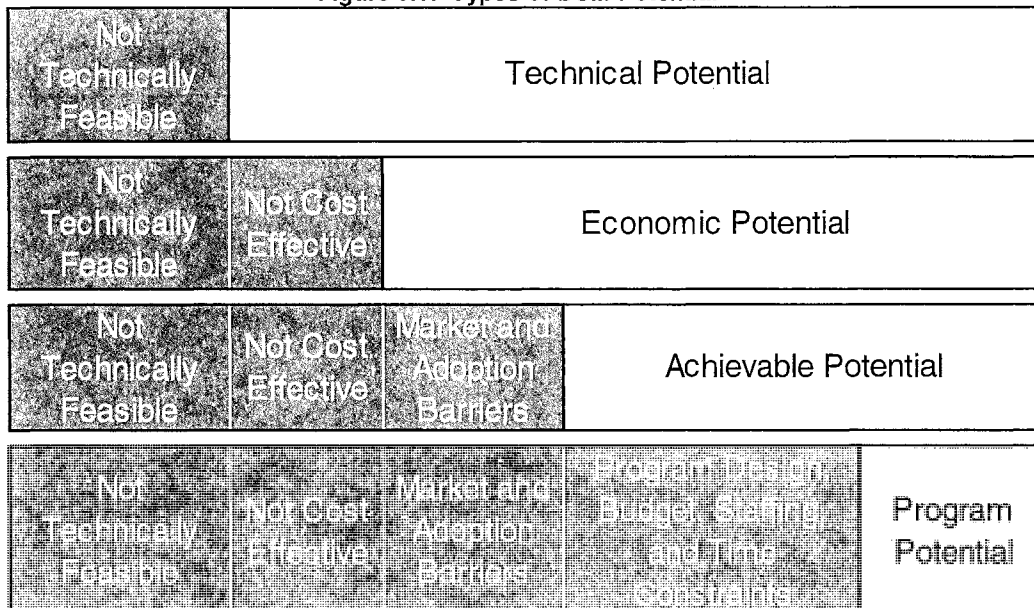 Not
Technically
Feasible
Technical Potential
Not
Technically
Feasible
Not Cost
Effective
Economic Potential
Not
Technically
Feasible
Not Cost
Effective
Market and
Adoption
Barriers
Achievable Potential
Not
Technically
Feasible
Not Cost
Effective
Market and
Adoption
Barriers
Program Design,
Budget, Staffing,
and Time
Constraints
Program
Potential